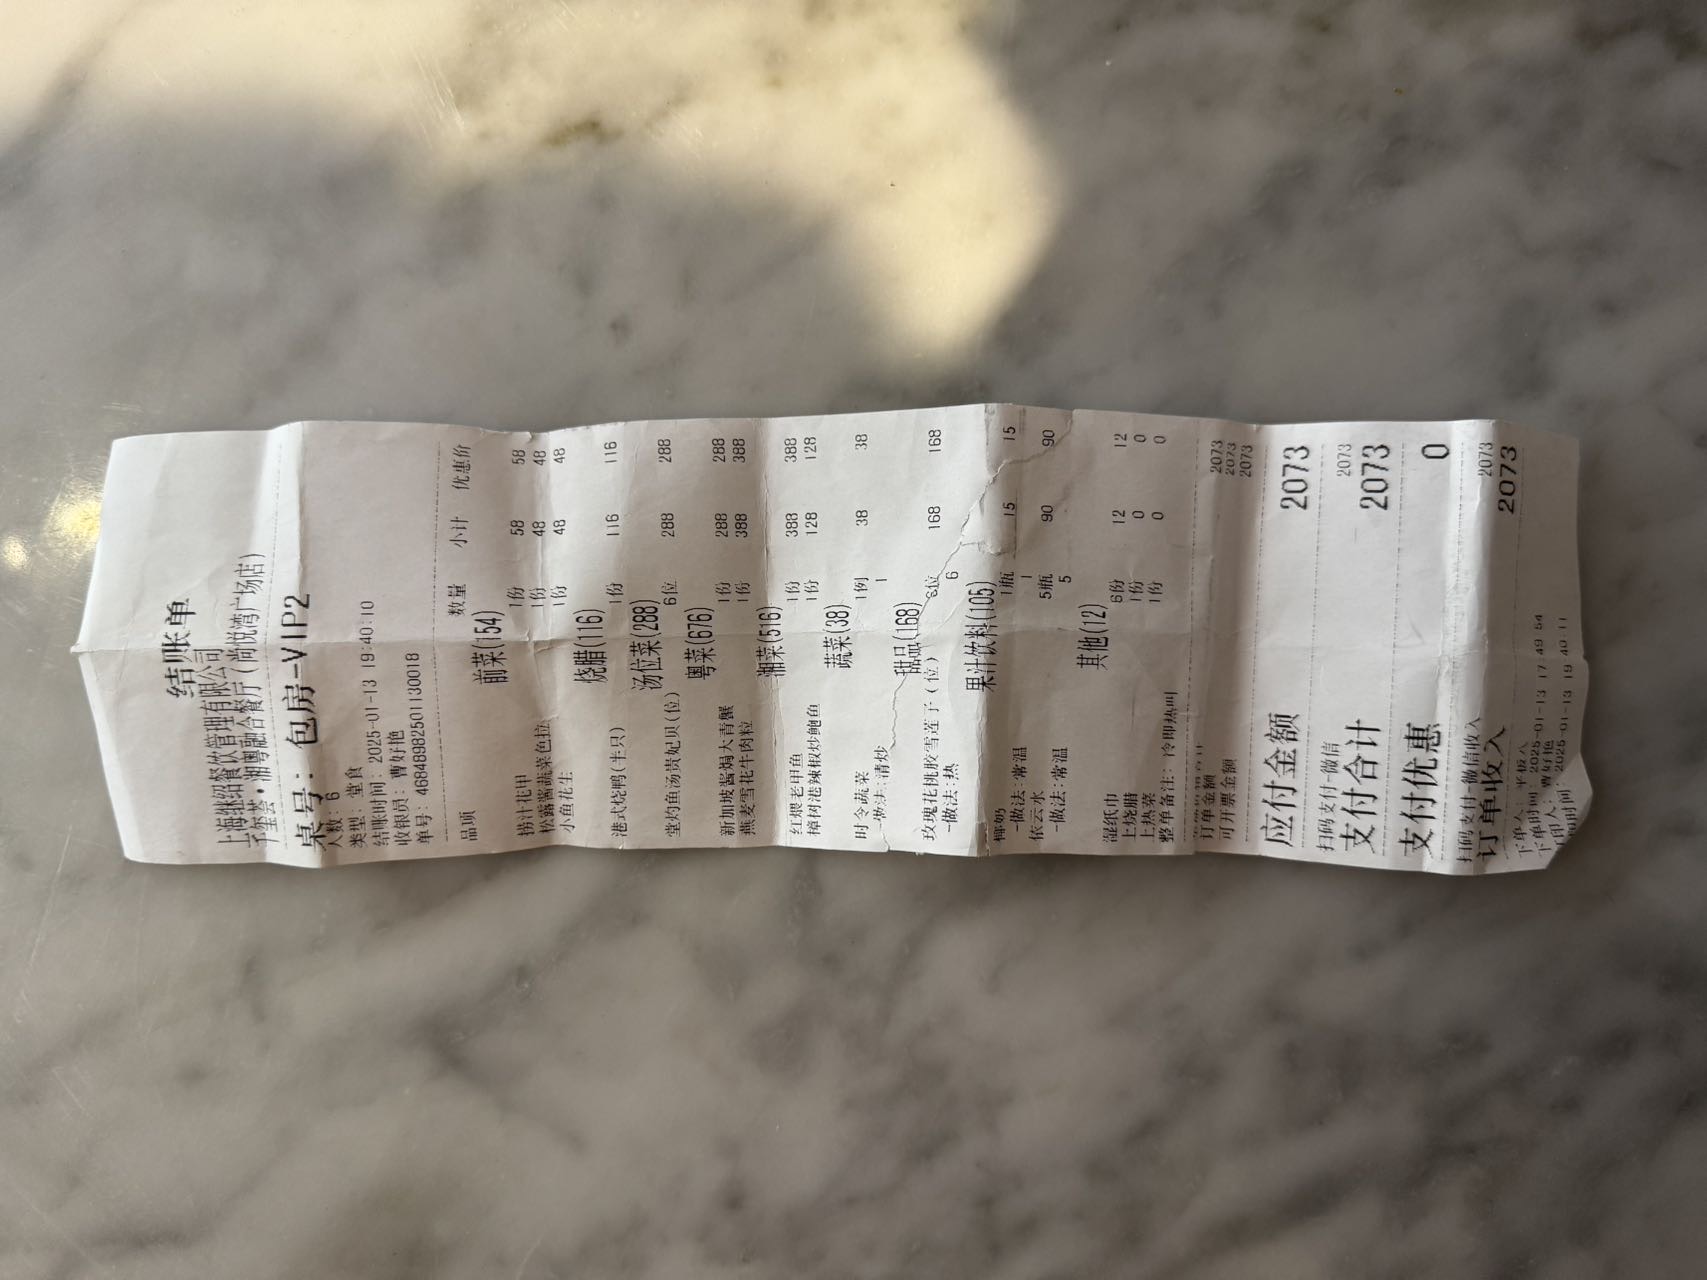 结账单
上海继绍餐饮管理有限公司
子玺荟·湘粤融合餐厅(尚悦湾广场店)
桌号: 包房-VIP2
人数: 6
类型: 堂食
结账时间: 2025-01-13 19:40:10
收银员: 曹好艳
单号: 468489825011 30018
品项 数量 小计 优惠价
前菜(154)
捞汁花甲 1份 58 58
松露酱蔬菜色拉 1份 48 48
小鱼花生 1份 48 48
烧腊(116)
港式烧鸭(半只) 1份 116 116
汤位菜(288)
堂灼鱼汤贵妃贝(位) 6位 288 288
粤菜(676)
新加坡酱焗大青蟹 1份 288 288
燕麦雪花牛肉粒 1份 388 388
湘菜(516)
红煨老甲鱼 1份 388 388
樟树港辣椒炒鲍鱼 1份 128 128
蔬菜(38)
时令蔬菜 1例 38 38
-做法:清炒 1
甜品(168)
玫瑰花桃胶雪莲子(位) 6位 168 168
-做法:热 6
果汁饮料(105)
椰奶 1瓶 15 15
-做法:常温 1
依云水 5瓶 90 90
-做法:常温 5
其他(12)
湿纸巾 6份 12 12
上烧腊 1份 0 0
上热菜 1份 0 0
整单备注: 冷即热叫
2073
订单金额 2073
可开票金额 2073
应付金额 2073
扫码支付-微信 2073
支付合计 2073
支付优惠 0
扫码支付-微信收入 2073
订单收入 2073
下单人: 平板八
下单时间: 2025-01-13 17:49:54
印人: 曹好艳
时间: 2025-01-13 19:40:11